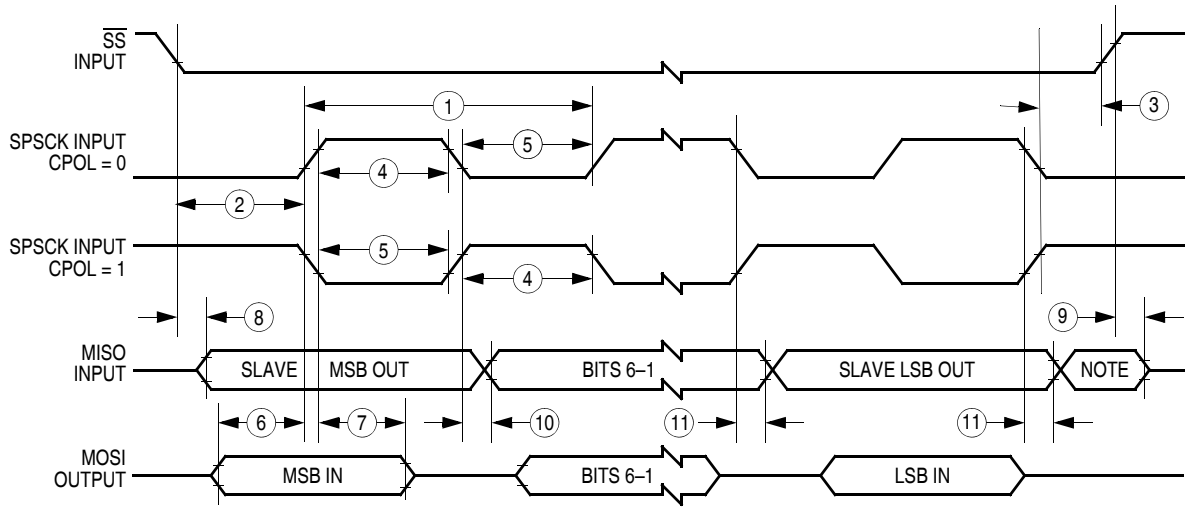 SS
INPUT
1
3
SPSCK INPUT
CPOL = 0
5
4
2
SPSCK INPUT
CPOL = 1
5
4
8
9
MISO
INPUT
SLAVE MSB OUT
BITS 6–1
SLAVE LSB OUT
NOTE
6
7
10
11
11
MOSI
OUTPUT
MSB IN
BITS 6–1
LSB IN